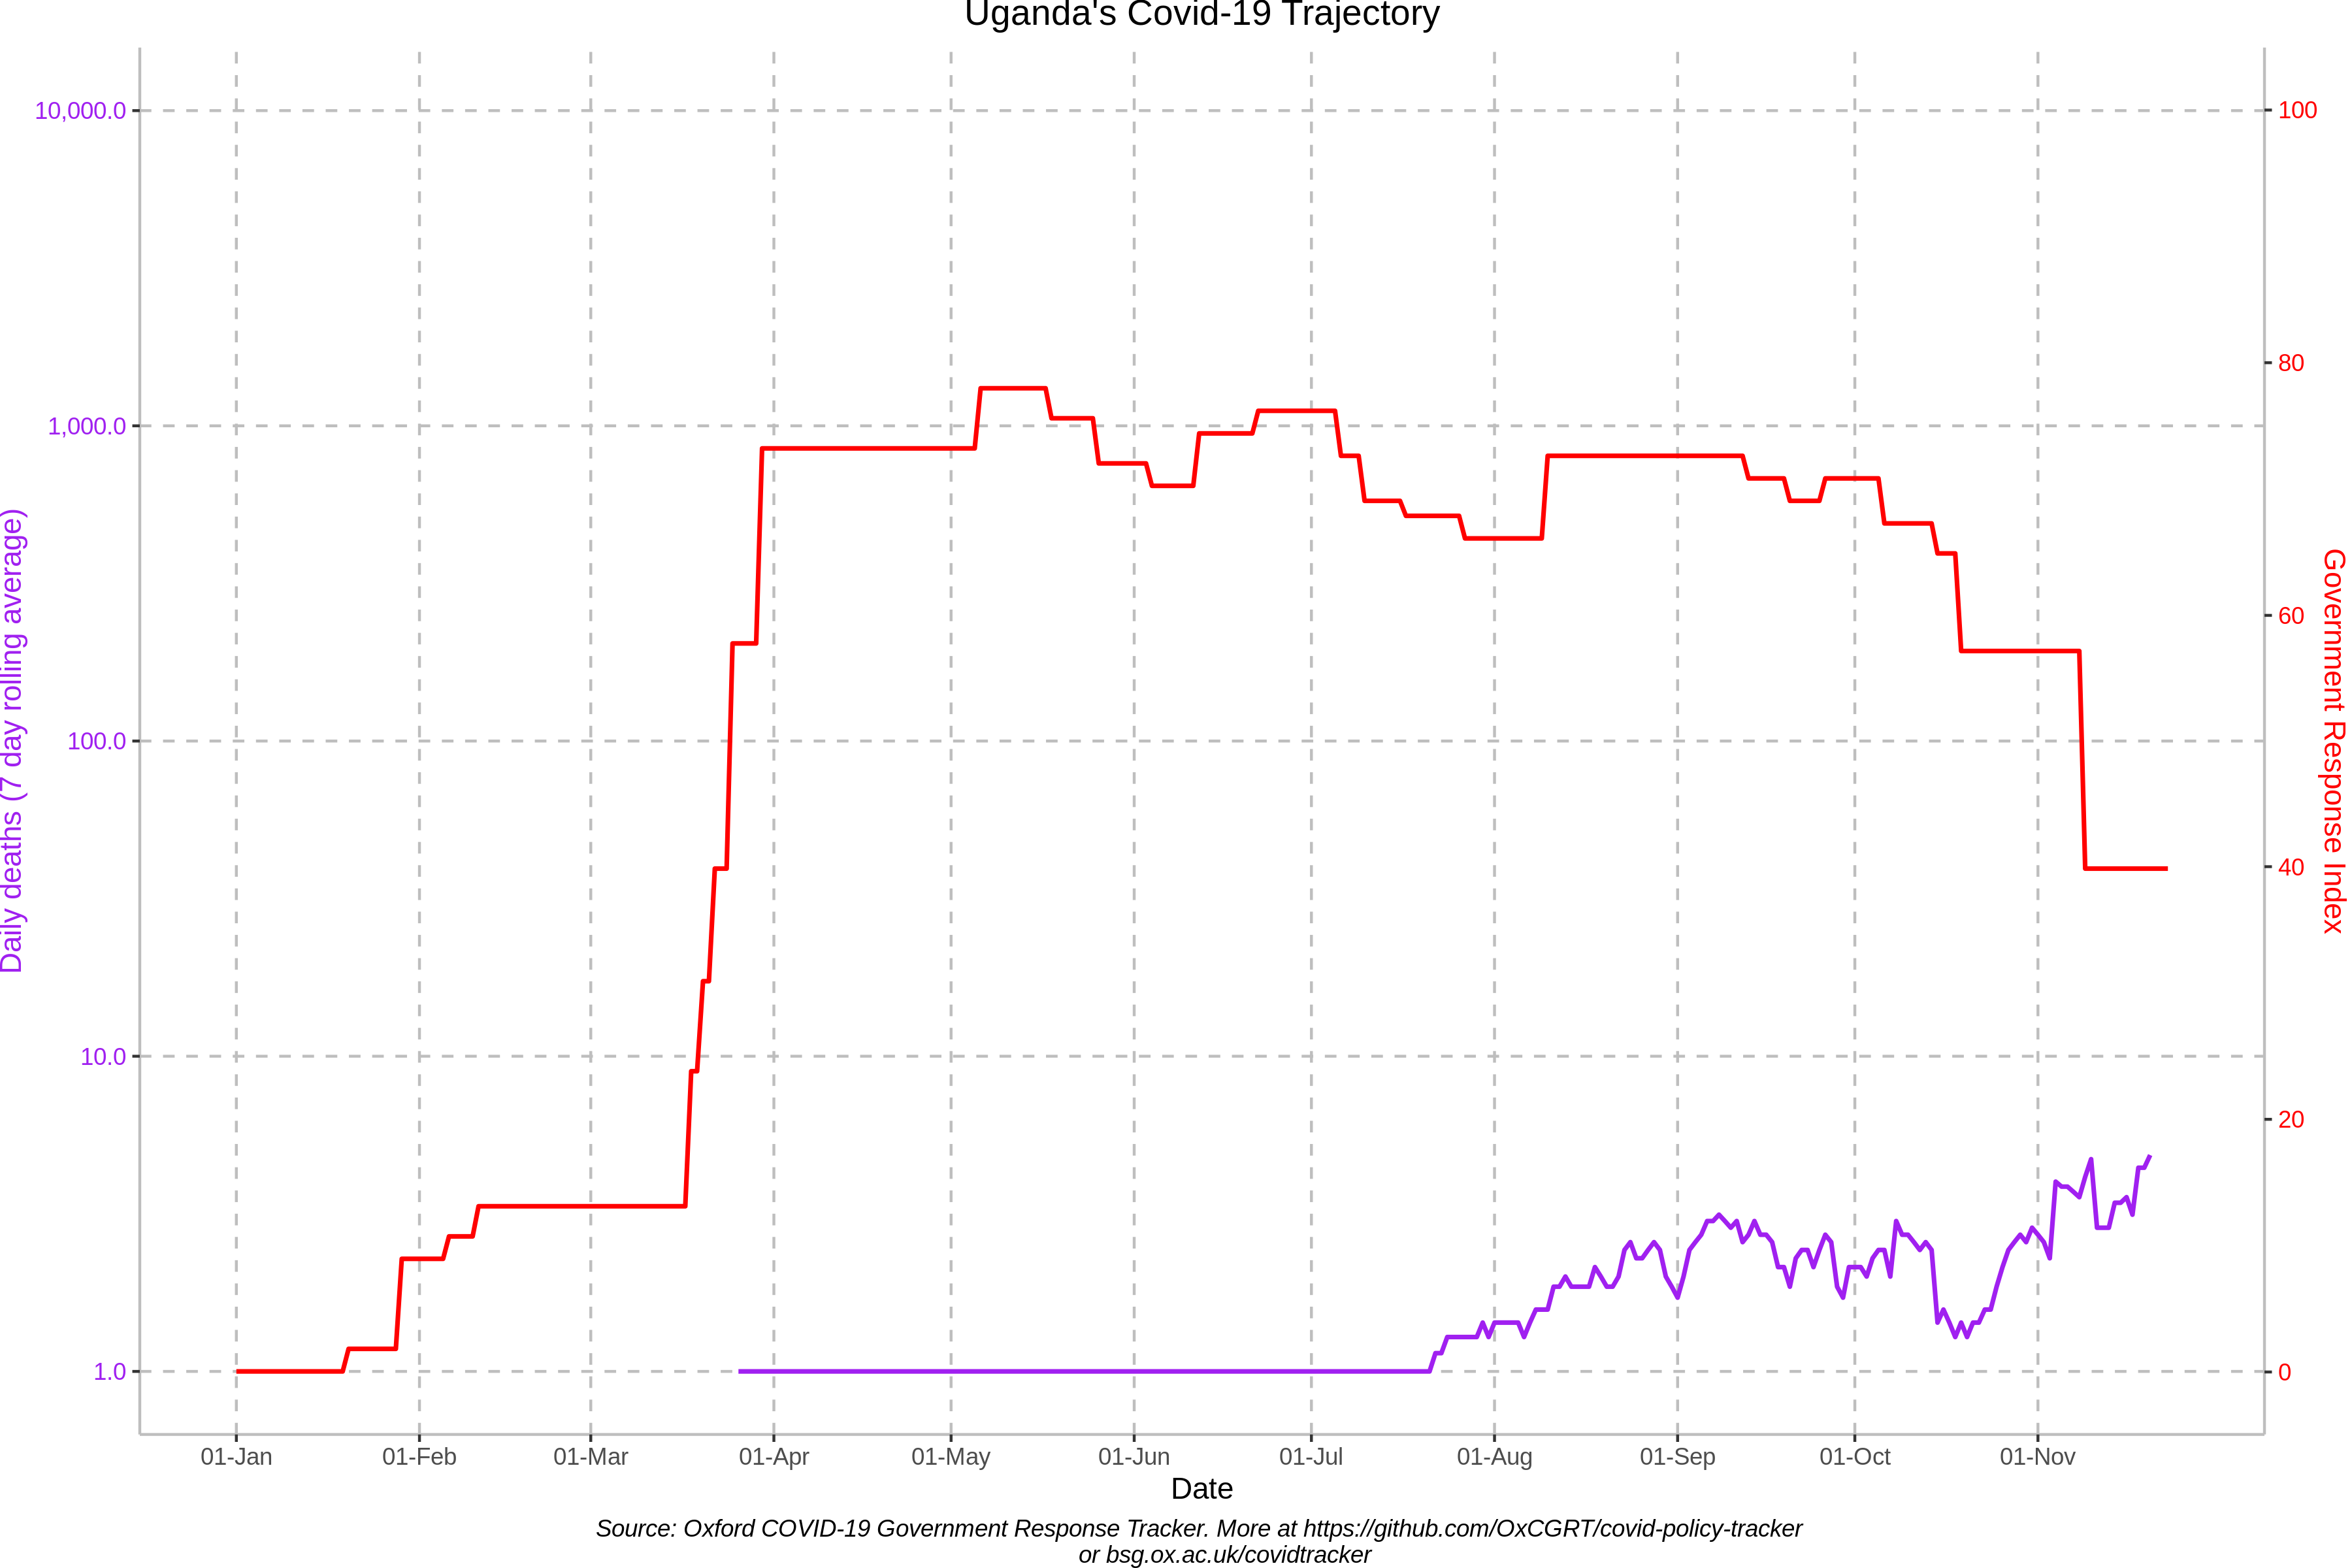 Uganda's Covid-19 Trajectory
10,000.0
1,000.0
100.0
10.0
1.0
Daily deaths (7 day rolling average)
100
80
60
40
20
0
Government Response Index
01-Jan
01-Feb
01-Mar
01-Apr
01-May
01-Jun
01-Jul
01-Aug
01-Sep
01-Oct
01-Nov
Date
Source: Oxford COVID-19 Government Response Tracker. More at https://github.com/OxCGRT/covid-policy-tracker
or bsg.ox.ac.uk/covidtracker